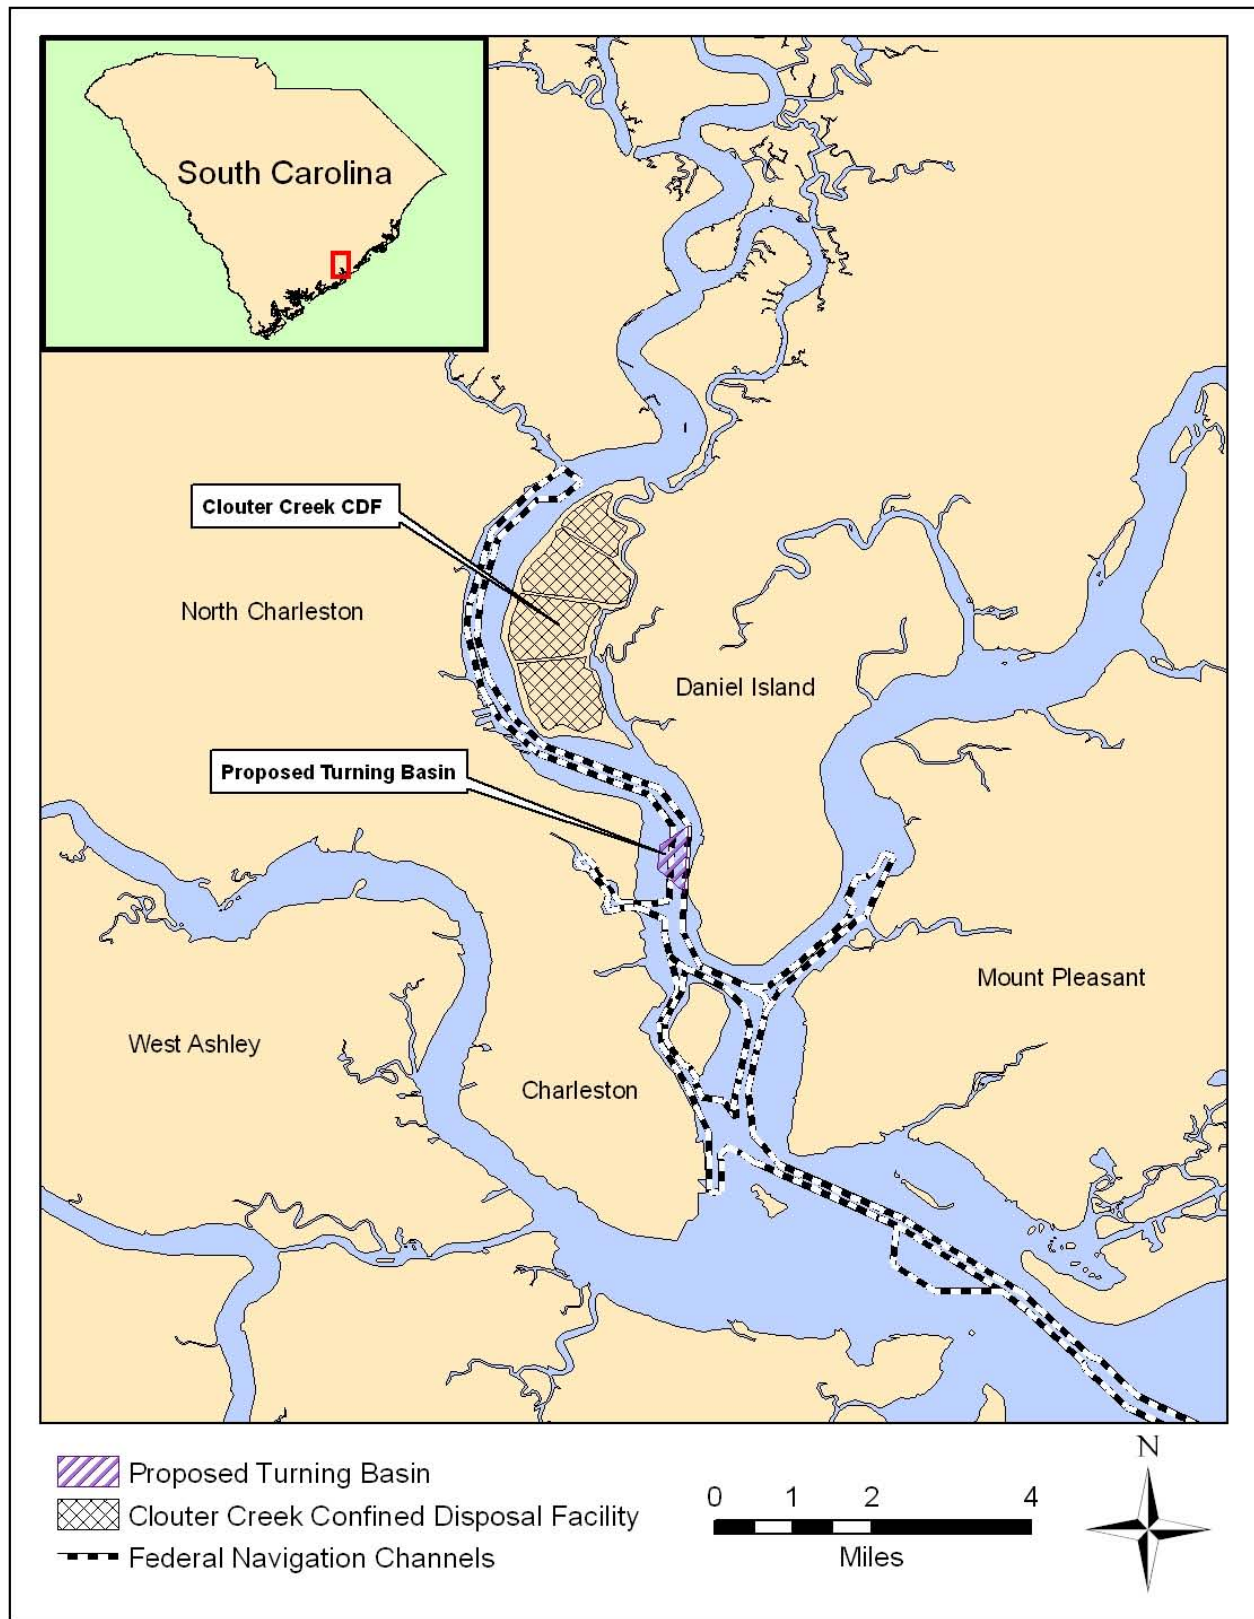 South Carolina
Clouter Creek CDF
North Charleston
Daniel Island
Proposed Turning Basin
Mount Pleasant
West Ashley
Charleston
Proposed Turning Basin
Clouter Creek Confined Disposal Facility
Federal Navigation Channels
0 1 2 4
Miles
N